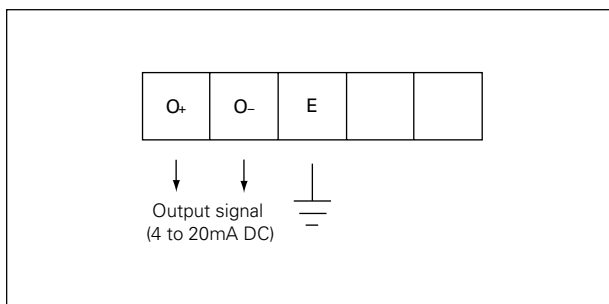 O+ O- E
Output signal
(4 to 20mA DC)